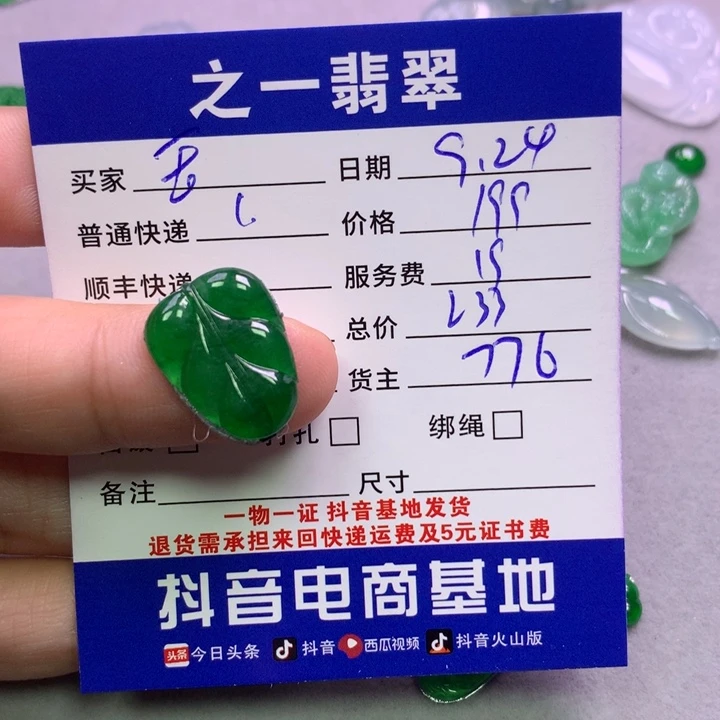 之一翡翠
买家 日期 9.24
普通快递 价格 199
顺丰快递 服务费 15
总价 233
货主 776
绑绳
备注 尺寸
一物一证 抖音基地发货
退货需承担来回快递运费及5元证书费
抖音电商基地
头条 今日头条 抖音 西瓜视频 抖音火山版